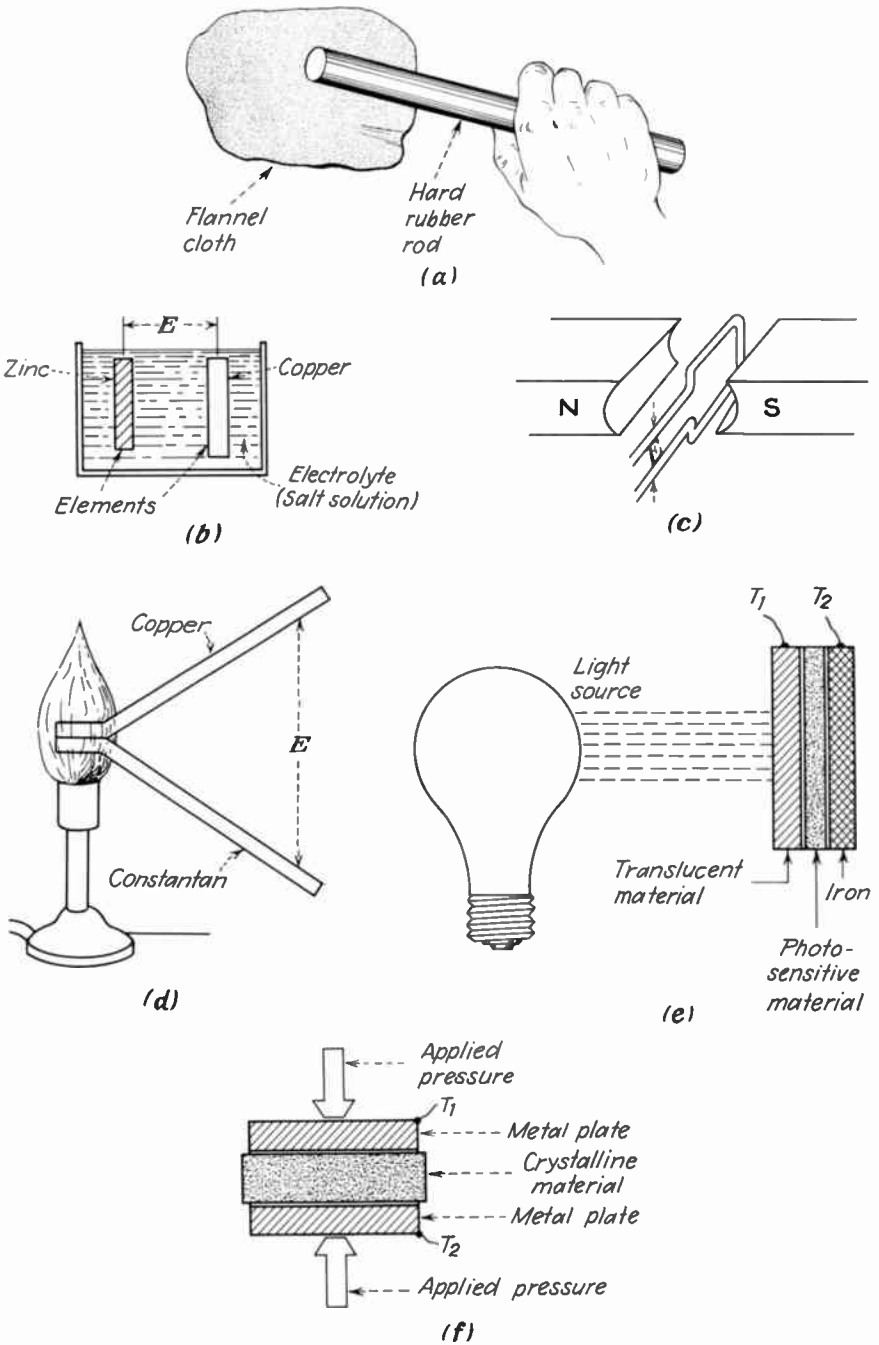 Flannel
cloth
Hard
rubber
rod
(a)
E
Zinc
Copper
Elements
Electrolyte
(Salt solution)
(b)
N
S
E
(c)
Copper
E
Constantan
(d)
Light
source
T1
T2
Translucent
material
Iron
Photo-
sensitive
material
(e)
Applied
pressure
T1
Metal plate
Crystalline
material
Metal plate
T2
Applied pressure
(f)